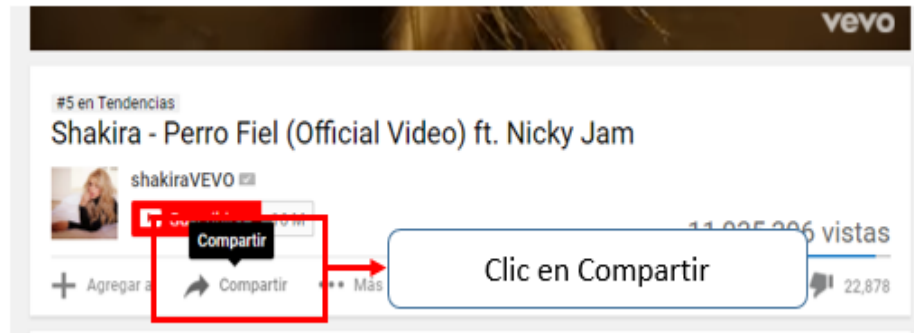 vevo
#5 en Tendencias
Shakira - Perro Fiel (Official Video) ft. Nicky Jam
shakiraVEVO
Compartir
vistas
Clic en Compartir
Agregar a Compartir Más 22,878